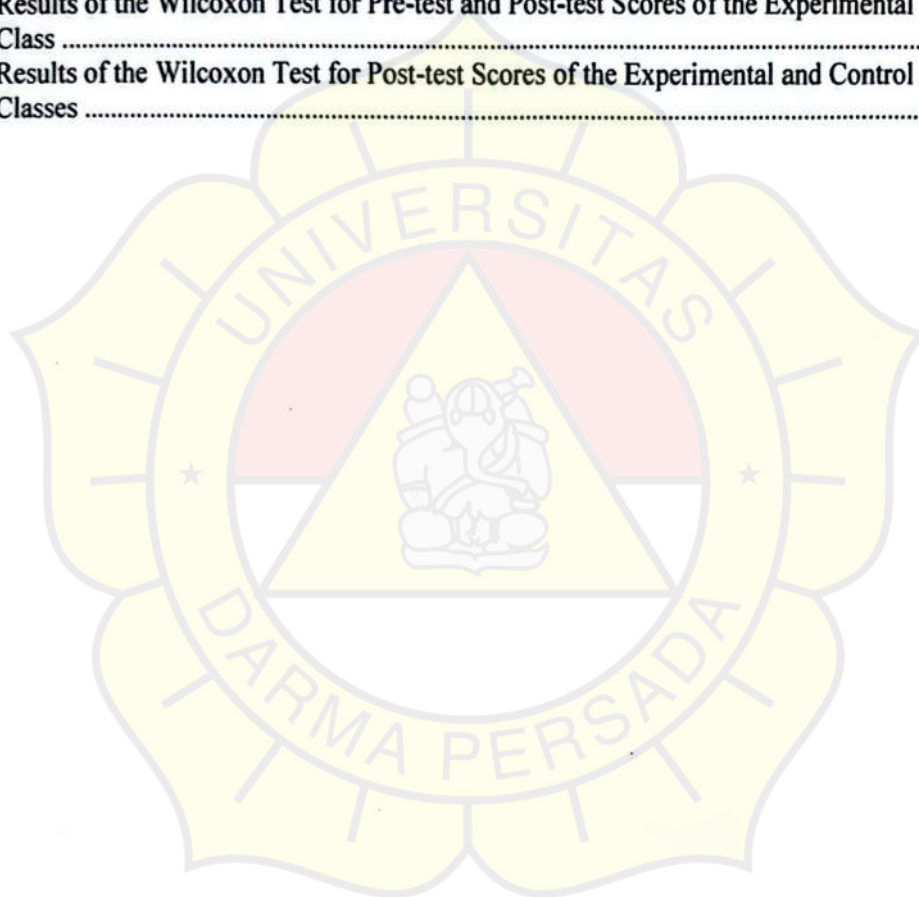 Results of the Wilcoxon Test for Pre-test and Post-test Scores of the Experimental
Class ..........................................................................................................................................
Results of the Wilcoxon Test for Post-test Scores of the Experimental and Control
Classes ......................................................................................................................................
UNIVERSITAS
DARMA PERSADA